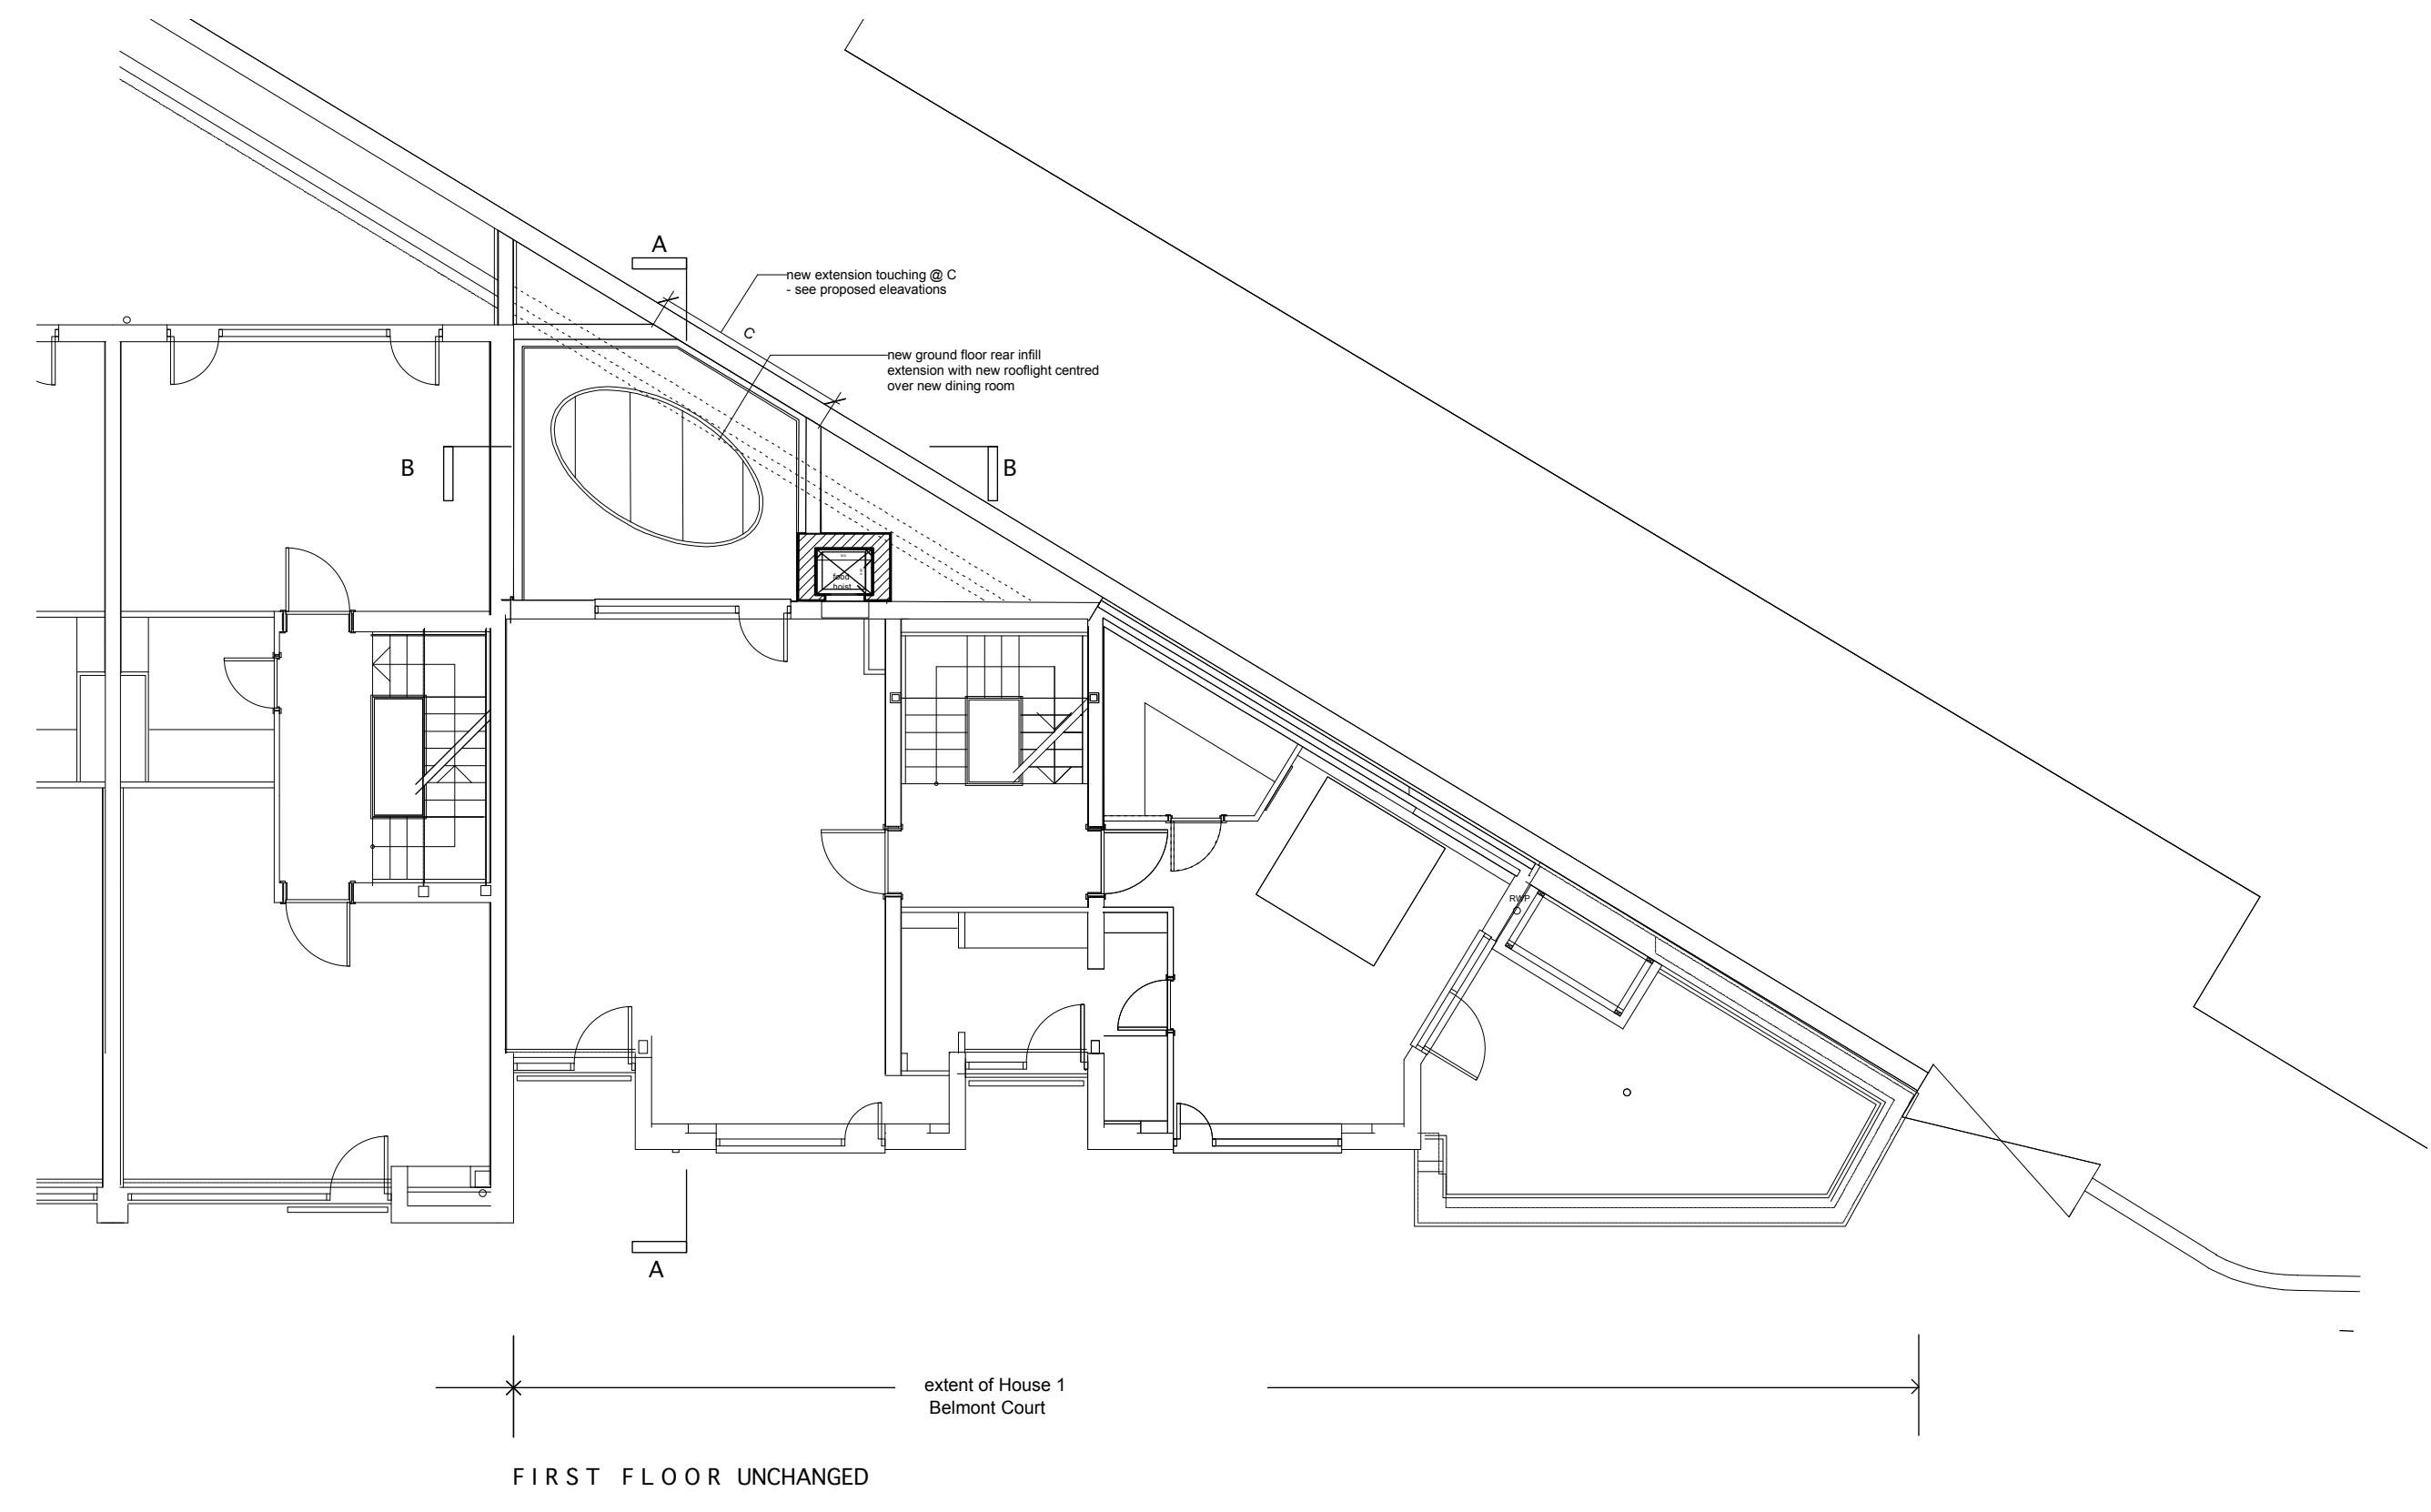 A
new extension touching @ C
- see proposed eleavations
C
new ground floor rear infill
extension with new rooflight centred
over new dining room
B
B
food
hoist
RWP
A
extent of House 1
Belmont Court
FIRST FLOOR UNCHANGED